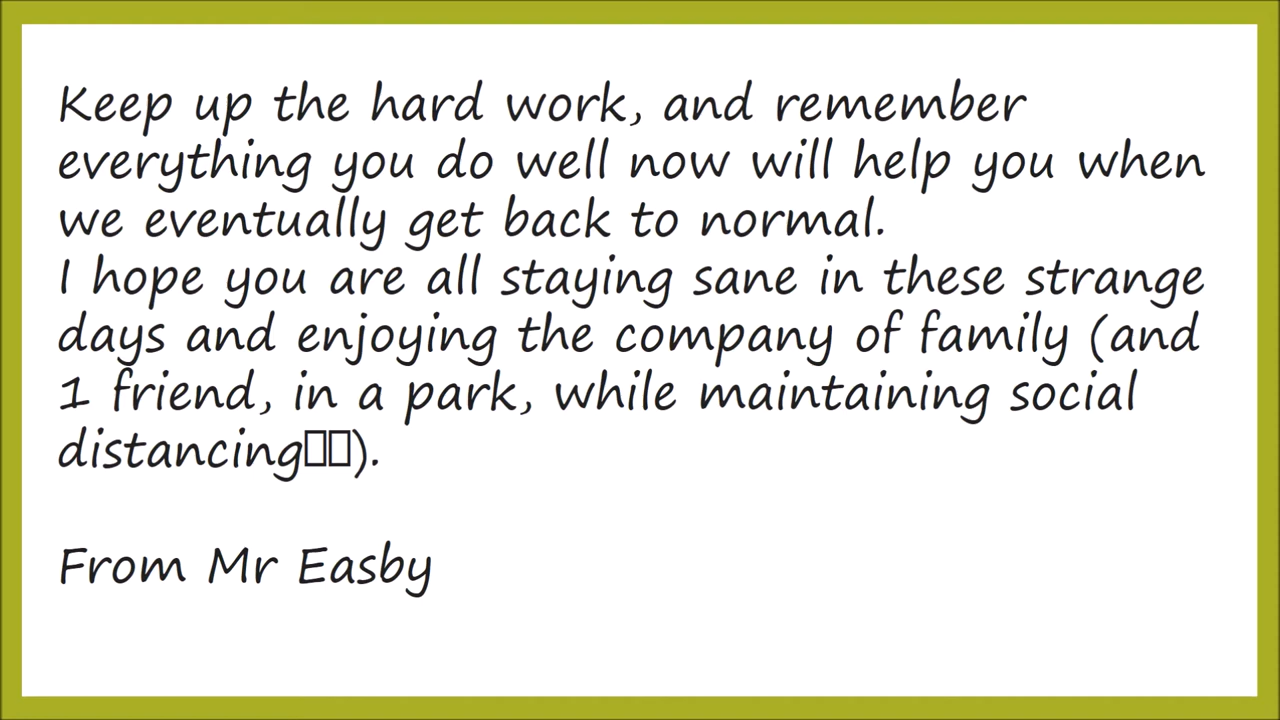 Keep up the hard work, and remember
everything you do well now will help you when
we eventually get back to normal.
I hope you are all staying sane in these strange
days and enjoying the company of family (and
1 friend, in a park, while maintaining social
distancing▯▯).
From Mr Easby